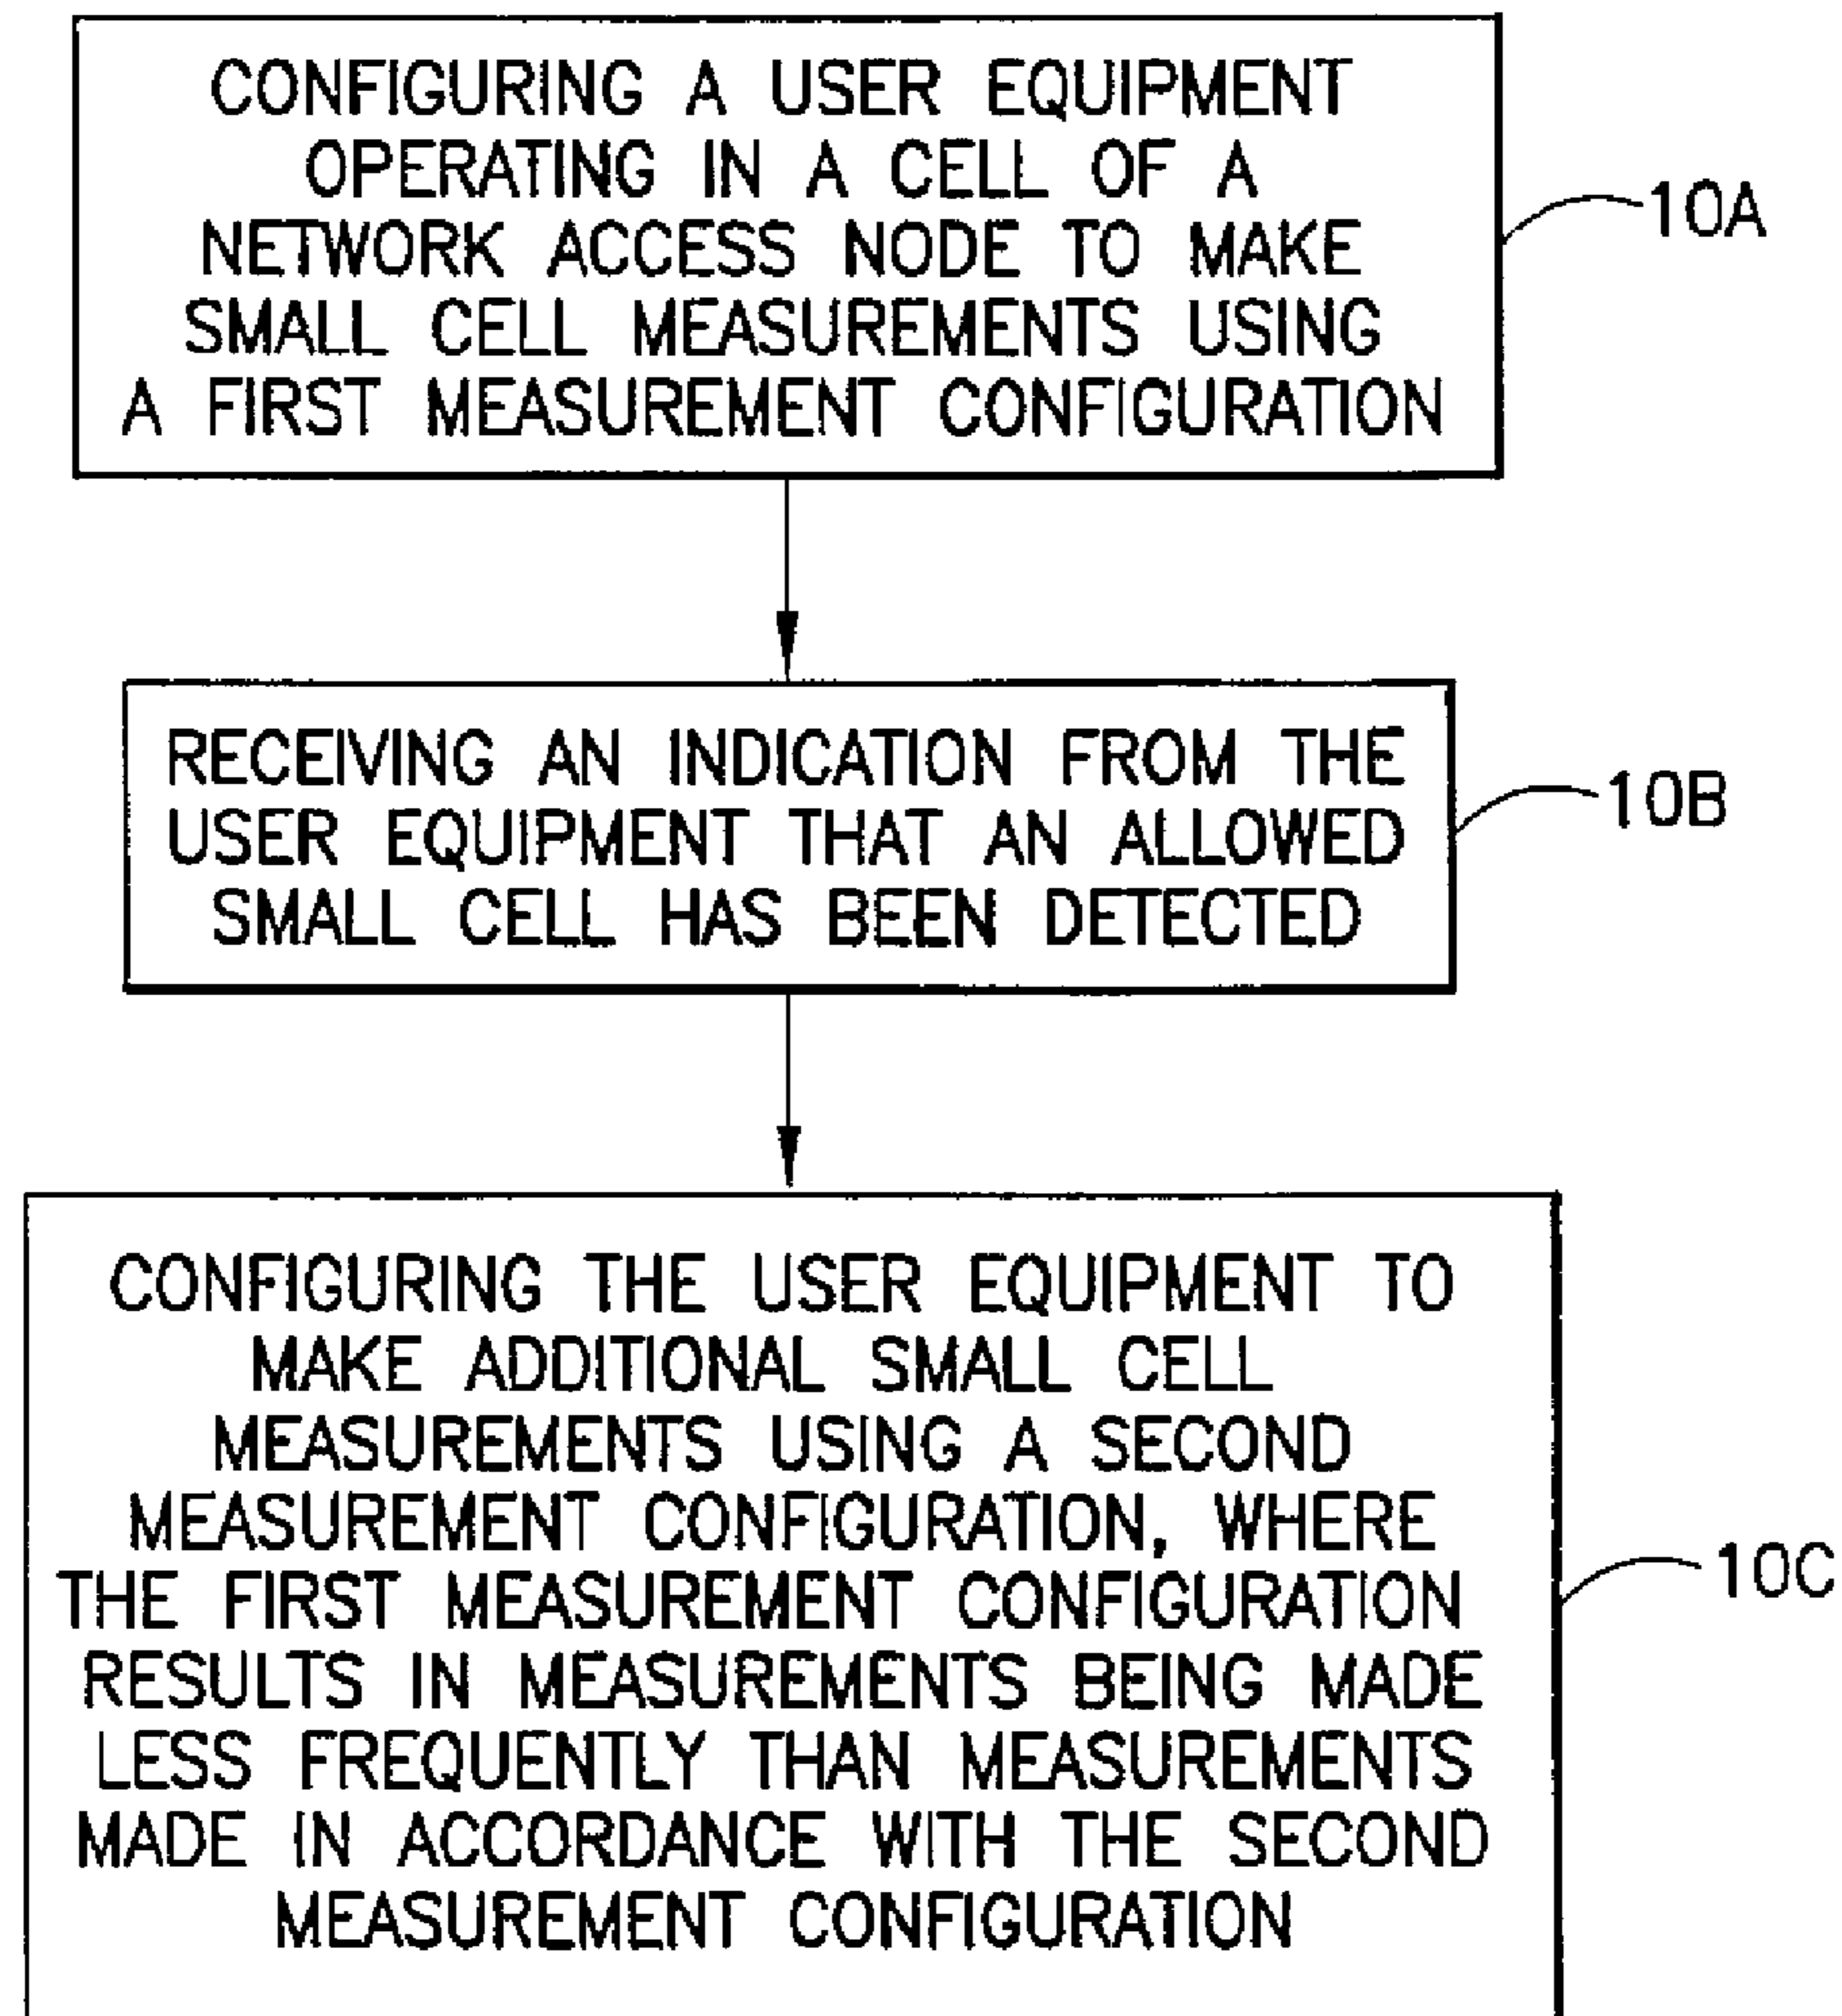 CONFIGURING A USER EQUIPMENT
OPERATING IN A CELL OF A
NETWORK ACCESS NODE TO MAKE
SMALL CELL MEASUREMENTS USING
A FIRST MEASUREMENT CONFIGURATION
10A
RECEIVING AN INDICATION FROM THE
USER EQUIPMENT THAT AN ALLOWED
SMALL CELL HAS BEEN DETECTED
10B
CONFIGURING THE USER EQUIPMENT TO
MAKE ADDITIONAL SMALL CELL
MEASUREMENTS USING A SECOND
MEASUREMENT CONFIGURATION, WHERE
THE FIRST MEASUREMENT CONFIGURATION
RESULTS IN MEASUREMENTS BEING MADE
LESS FREQUENTLY THAN MEASUREMENTS
MADE IN ACCORDANCE WITH THE SECOND
MEASUREMENT CONFIGURATION
10C